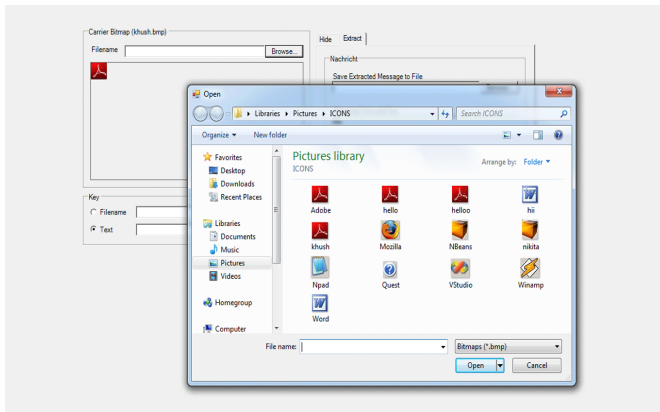 Carrier Bitmap (khush.bmp)
Filename
Browse...
Hide Extract
Nachricht
Save Extracted Message to File
Open
Libraries Pictures ICONS
Search ICONS
Organize New folder
Favorites
Desktop
Downloads
Recent Places
Libraries
Documents
Music
Pictures
Videos
Homegroup
Computer
Pictures library
ICONS
Arrange by: Folder
Adobe hello helloo hii
khush Mozilla NBeans nikita
Npad Quest VStudio Winamp
Word
Key
Filename
Text
File name:
Bitmaps (*.bmp)
Open Cancel